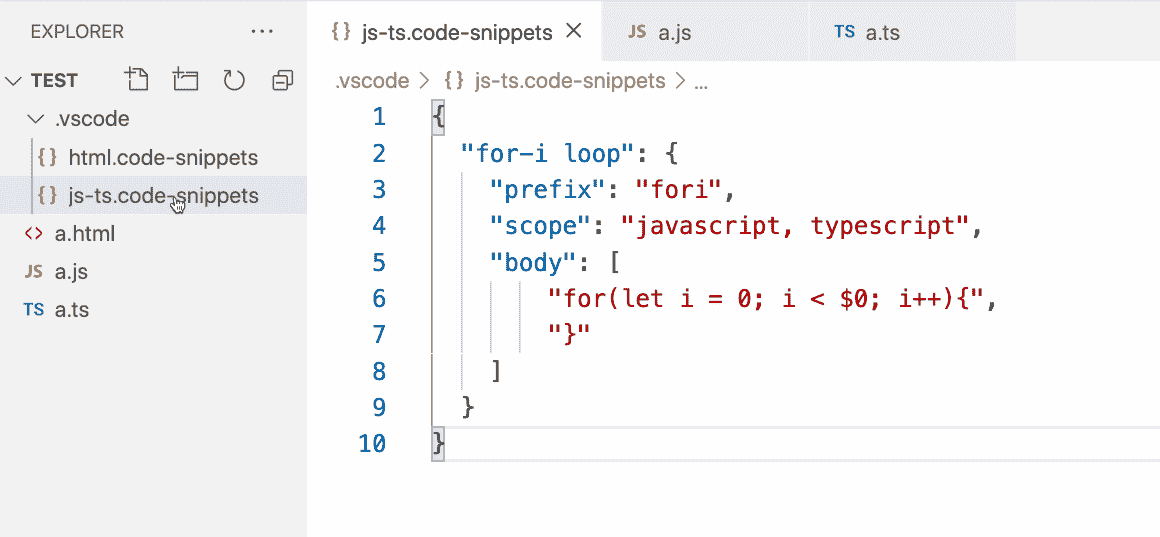 EXPLORER ...
TEST
.vscode
{} html.code-snippets
{} js-ts.code-snippets
<> a.html
JS a.js
TS a.ts
{} js-ts.code-snippets JS a.js TS a.ts
.vscode > {} js-ts.code-snippets > ...
1 {
2 "for-i loop": {
3 "prefix": "fori",
4 "scope": "javascript, typescript",
5 "body": [
6 "for(let i = 0; i < $0; i++){",
7 "}"
8 ]
9 }
10 }